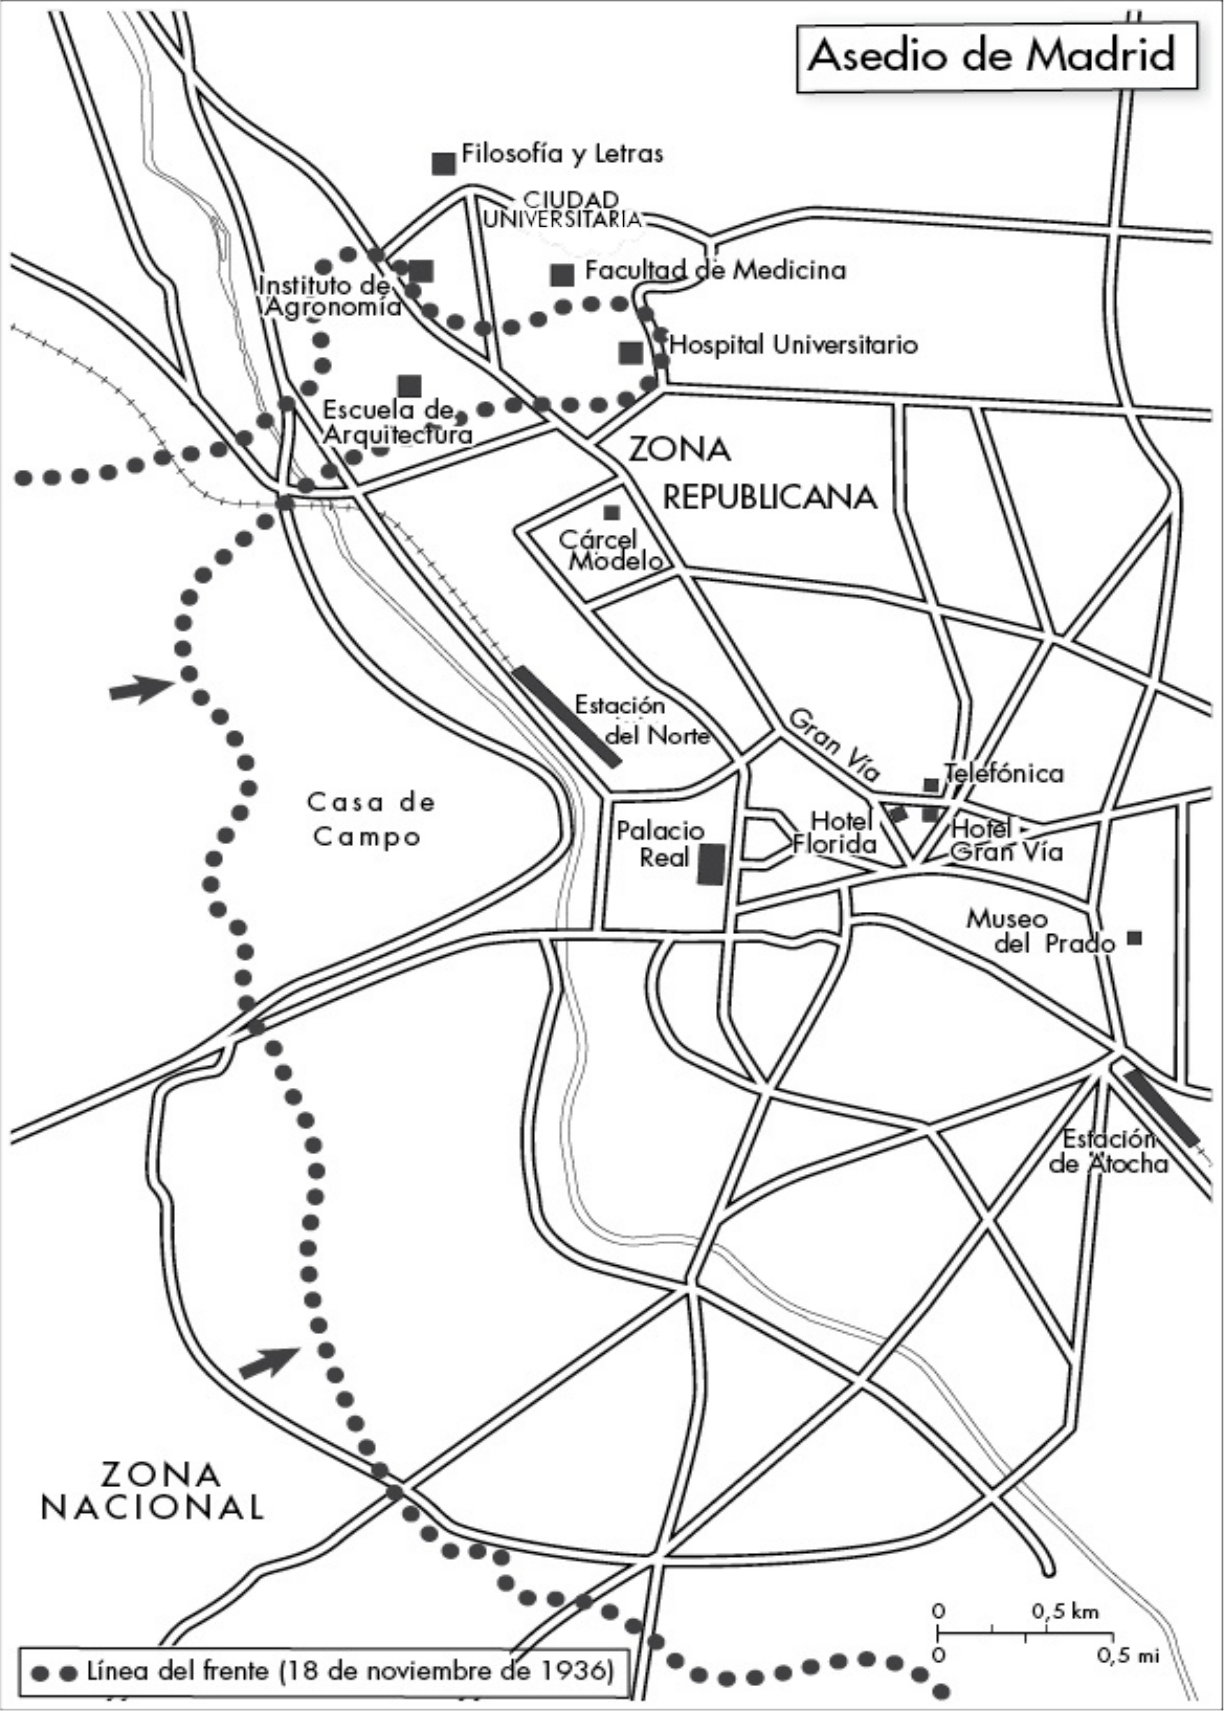 Asedio de Madrid
Filosofía y Letras
CIUDAD
UNIVERSITARIA
Facultad de Medicina
Instituto de
Agronomía
Hospital Universitario
Escuela de
Arquitectura
ZONA
REPUBLICANA
Cárcel
Modelo
Estación
del Norte
Gran Vía
Telefónica
Casa de
Campo
Palacio
Real
Hotel
Florida
Hotel
Gran Vía
Museo
del Prado
Estación
de Atocha
ZONA
NACIONAL
0 0,5 km
0 0,5 mi
Línea del frente (18 de noviembre de 1936)